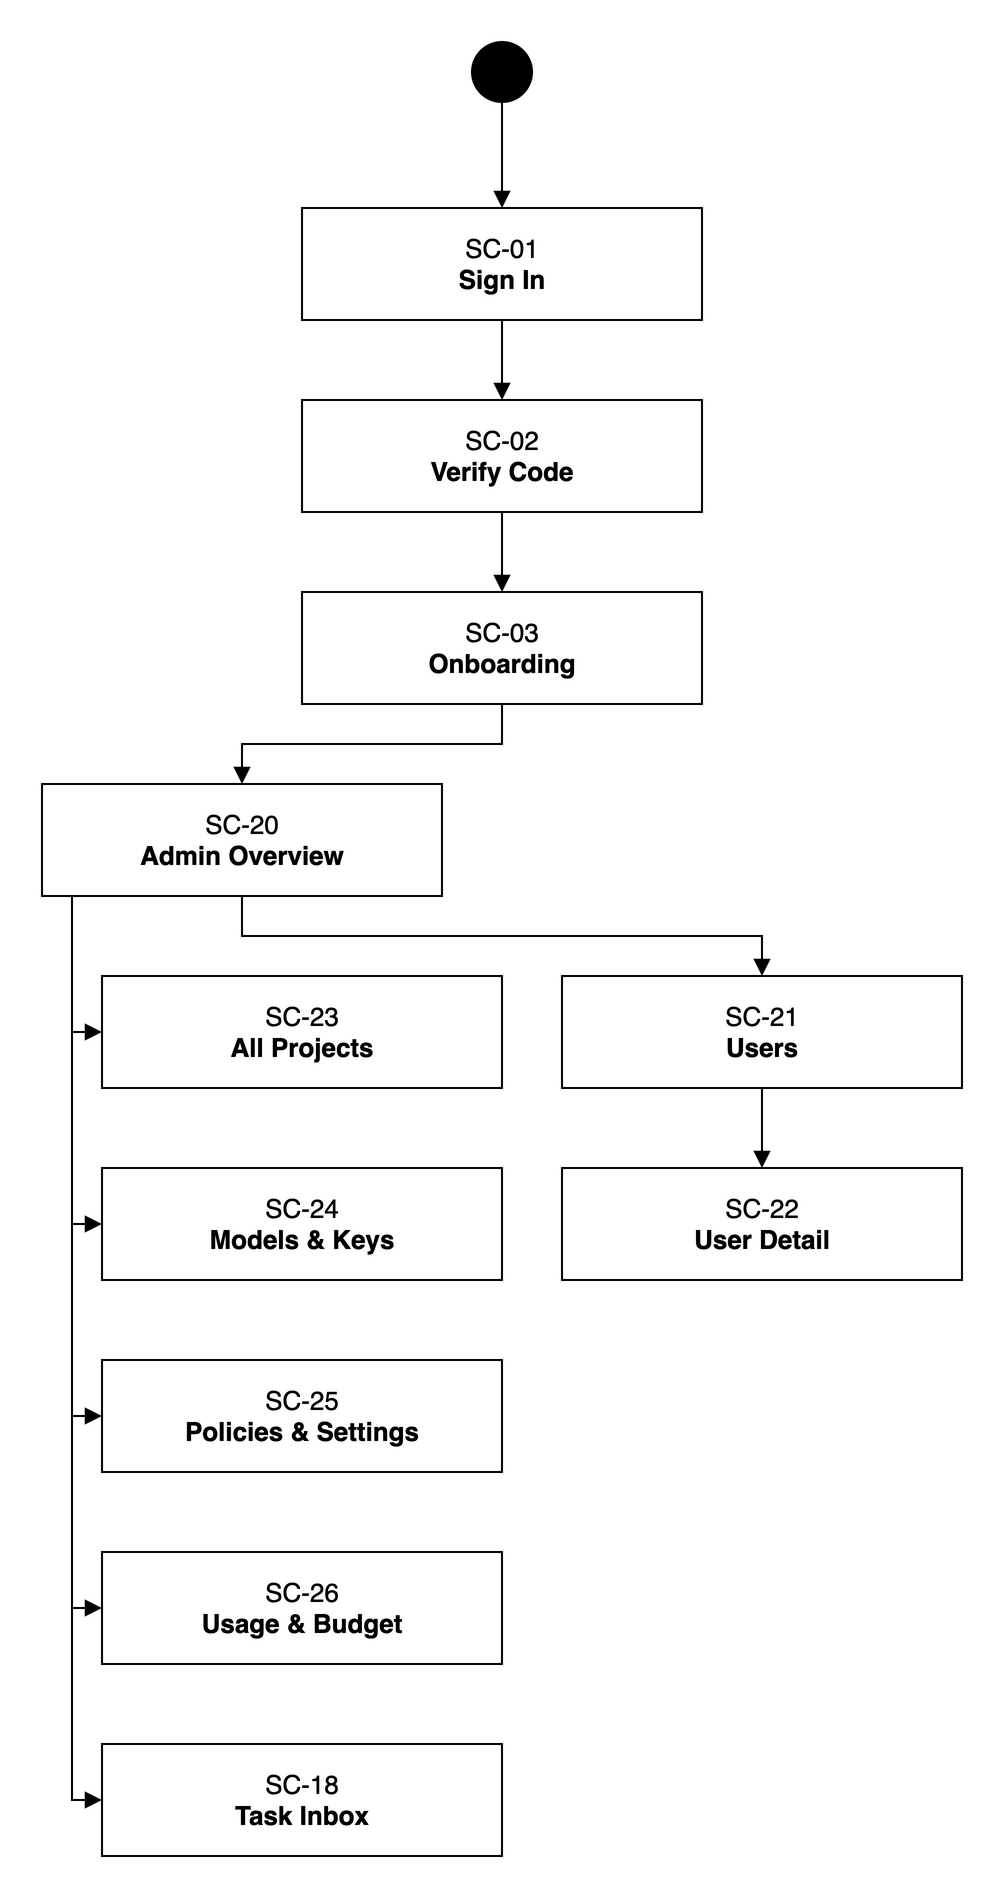 SC-01
Sign In
SC-02
Verify Code
SC-03
Onboarding
SC-20
Admin Overview
SC-23
All Projects
SC-21
Users
SC-24
Models & Keys
SC-22
User Detail
SC-25
Policies & Settings
SC-26
Usage & Budget
SC-18
Task Inbox